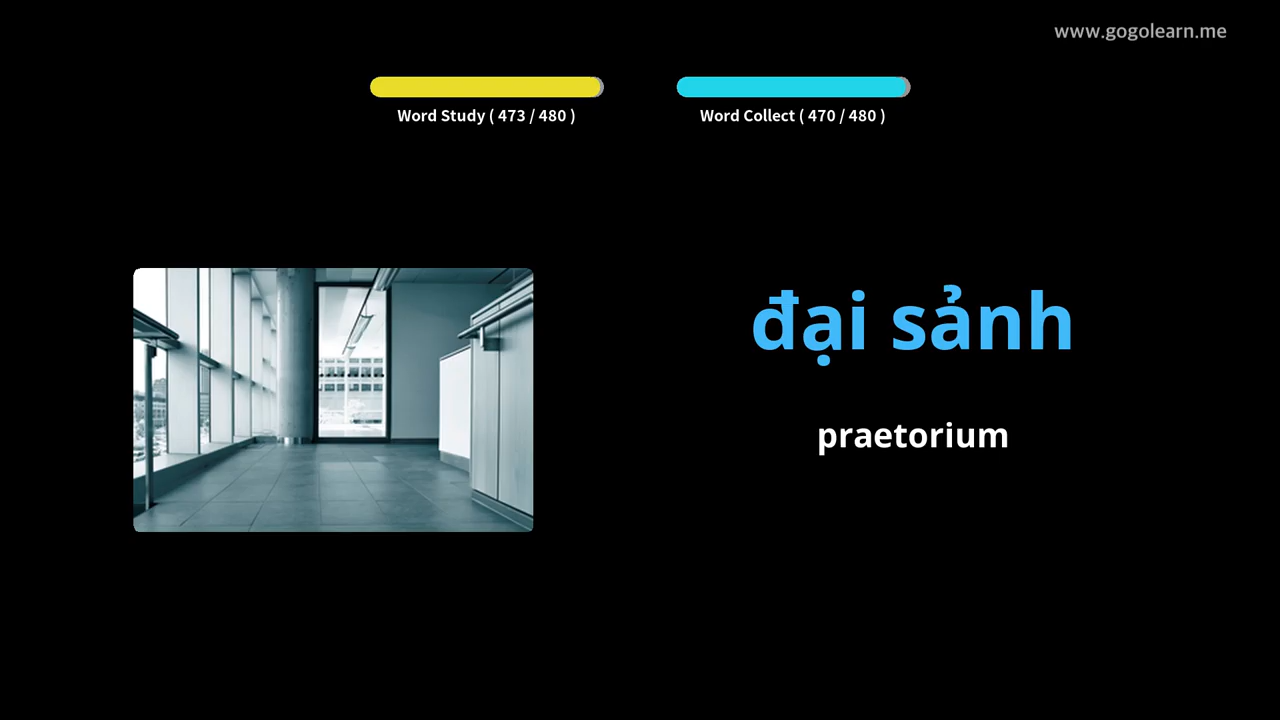 www.gogolearn.me
Word Study ( 473 / 480 )
Word Collect ( 470 / 480 )
đại sảnh
praetorium